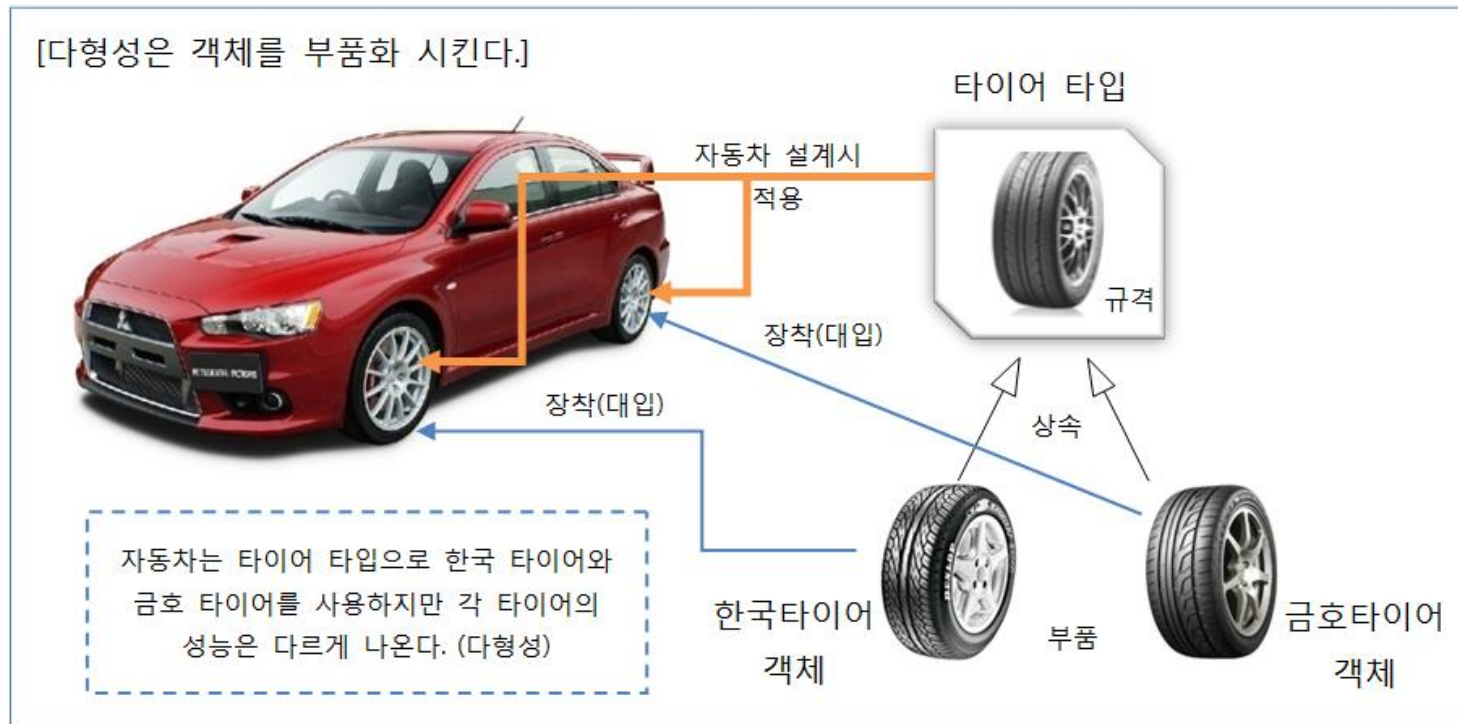 [다형성은 객체를 부품화 시킨다.]
타이어 타입
자동차 설계시
적용
규격
장착(대입)
장착(대입)
상속
자동차는 타이어 타입으로 한국 타이어와
금호 타이어를 사용하지만 각 타이어의
성능은 다르게 나온다. (다형성)
한국타이어
객체
부품
금호타이어
객체